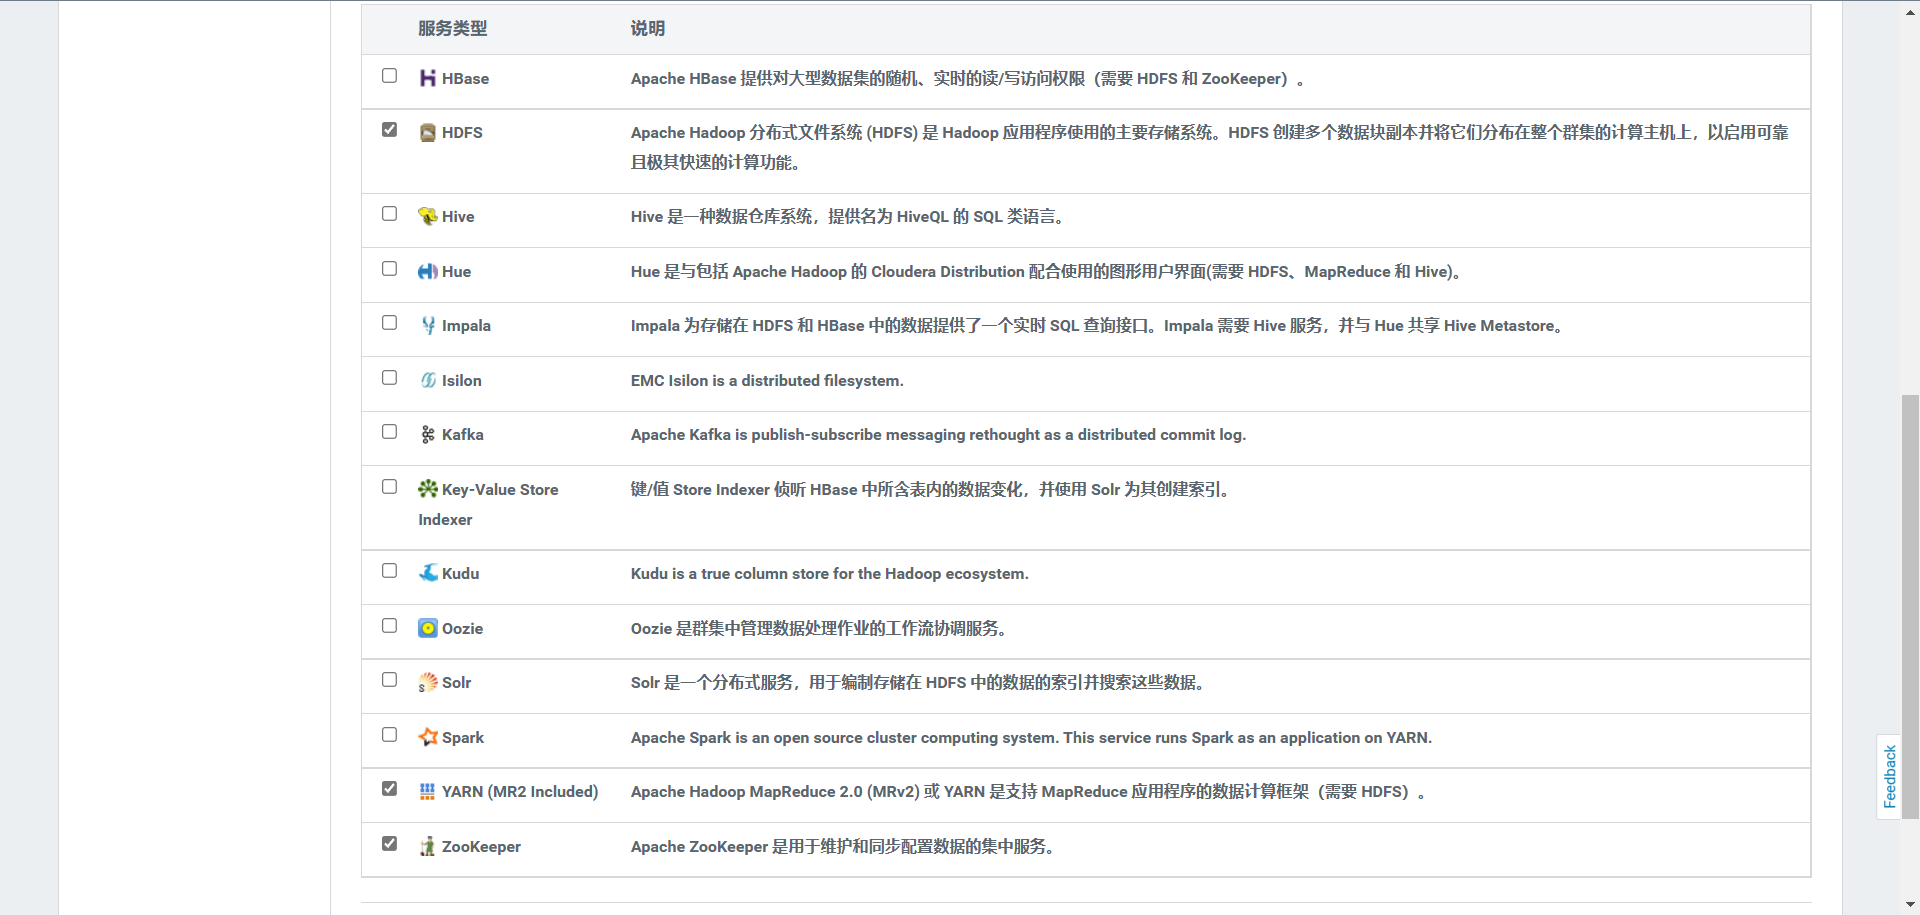 服务类型 说明
HBase Apache HBase 提供对大型数据集的随机、实时的读/写访问权限（需要 HDFS 和 ZooKeeper）。
HDFS Apache Hadoop 分布式文件系统 (HDFS) 是 Hadoop 应用程序使用的主要存储系统。HDFS 创建多个数据块副本并将它们分布在整个群集的计算主机上，以启用可靠
且极其快速的计算功能。
Hive Hive 是一种数据仓库系统，提供名为 HiveQL 的 SQL 类语言。
Hue Hue 是与包括 Apache Hadoop 的 Cloudera Distribution 配合使用的图形用户界面(需要 HDFS、MapReduce 和 Hive)。
Impala Impala 为存储在 HDFS 和 HBase 中的数据提供了一个实时 SQL 查询接口。Impala 需要 Hive 服务，并与 Hue 共享 Hive Metastore。
Isilon EMC Isilon is a distributed filesystem.
Kafka Apache Kafka is publish-subscribe messaging rethought as a distributed commit log.
Key-Value Store 键/值 Store Indexer 侦听 HBase 中所含表内的数据变化，并使用 Solr 为其创建索引。
Indexer
Kudu Kudu is a true column store for the Hadoop ecosystem.
Oozie Oozie 是群集中管理数据处理作业的工作流协调服务。
Solr Solr 是一个分布式服务，用于编制存储在 HDFS 中的数据的索引并搜索这些数据。
Spark Apache Spark is an open source cluster computing system. This service runs Spark as an application on YARN.
YARN (MR2 Included) Apache Hadoop MapReduce 2.0 (MRv2) 或 YARN 是支持 MapReduce 应用程序的数据计算框架（需要 HDFS）。
ZooKeeper Apache ZooKeeper 是用于维护和同步配置数据的集中服务。
Feedback